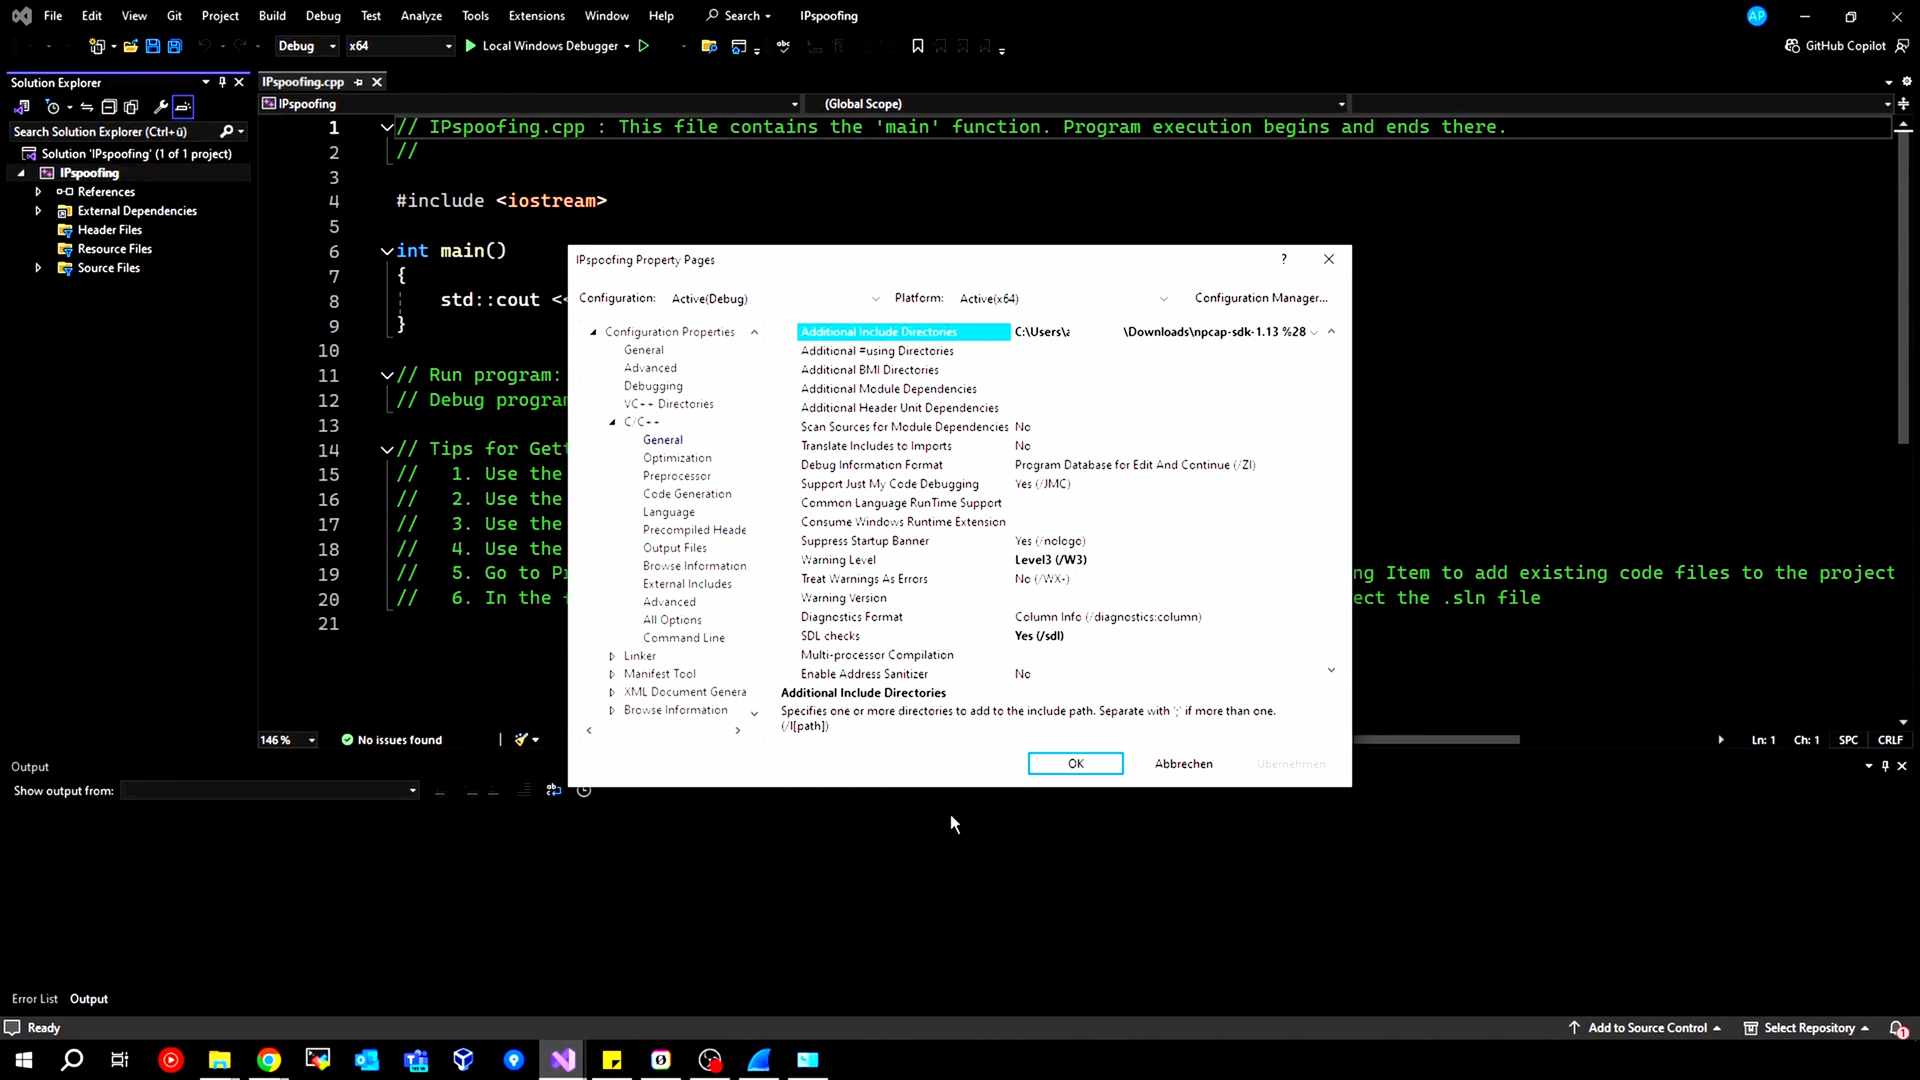 File Edit View Git Project Build Debug Test Analyze Tools Extensions Window Help Search IPspoofing AP
Debug x64 Local Windows Debugger abc GitHub Copilot
Solution Explorer
Search Solution Explorer (Ctrl+ü)
Solution 'IPspoofing' (1 of 1 project)
IPspoofing
References
External Dependencies
Header Files
Resource Files
Source Files
IPspoofing.cpp
IPspoofing (Global Scope)
1 // IPspoofing.cpp : This file contains the 'main' function. Program execution begins and ends there.
2 //
3
4 #include <iostream>
5
6 int main()
7 {
8 std::cout <<
9 }
10
11 // Run program:
12 // Debug program
13
14 // Tips for Gett
15 // 1. Use the
16 // 2. Use the
17 // 3. Use the
18 // 4. Use the
19 // 5. Go to P ng Item to add existing code files to the project
20 // 6. In the ect the .sln file
21
IPspoofing Property Pages ?
Configuration: Active(Debug) Platform: Active(x64) Configuration Manager...
Configuration Properties
General
Advanced
Debugging
VC++ Directories
C/C++
General
Optimization
Preprocessor
Code Generation
Language
Precompiled Heade
Output Files
Browse Information
External Includes
Advanced
All Options
Command Line
Linker
Manifest Tool
XML Document Genera
Browse Information
Additional Include Directories C:\Users\a \Downloads\npcap-sdk-1.13 %28
Additional #using Directories
Additional BMI Directories
Additional Module Dependencies
Additional Header Unit Dependencies
Scan Sources for Module Dependencies No
Translate Includes to Imports No
Debug Information Format Program Database for Edit And Continue (/ZI)
Support Just My Code Debugging Yes (/JMC)
Common Language RunTime Support
Consume Windows Runtime Extension
Suppress Startup Banner Yes (/nologo)
Warning Level Level3 (/W3)
Treat Warnings As Errors No (/WX-)
Warning Version
Diagnostics Format Column Info (/diagnostics:column)
SDL checks Yes (/sdl)
Multi-processor Compilation
Enable Address Sanitizer No
Additional Include Directories
Specifies one or more directories to add to the include path. Separate with ';' if more than one.
(/I[path])
OK Abbrechen Übernehmen
146 % No issues found Ln: 1 Ch: 1 SPC CRLF
Output
Show output from:
Error List Output
Ready Add to Source Control Select Repository 1